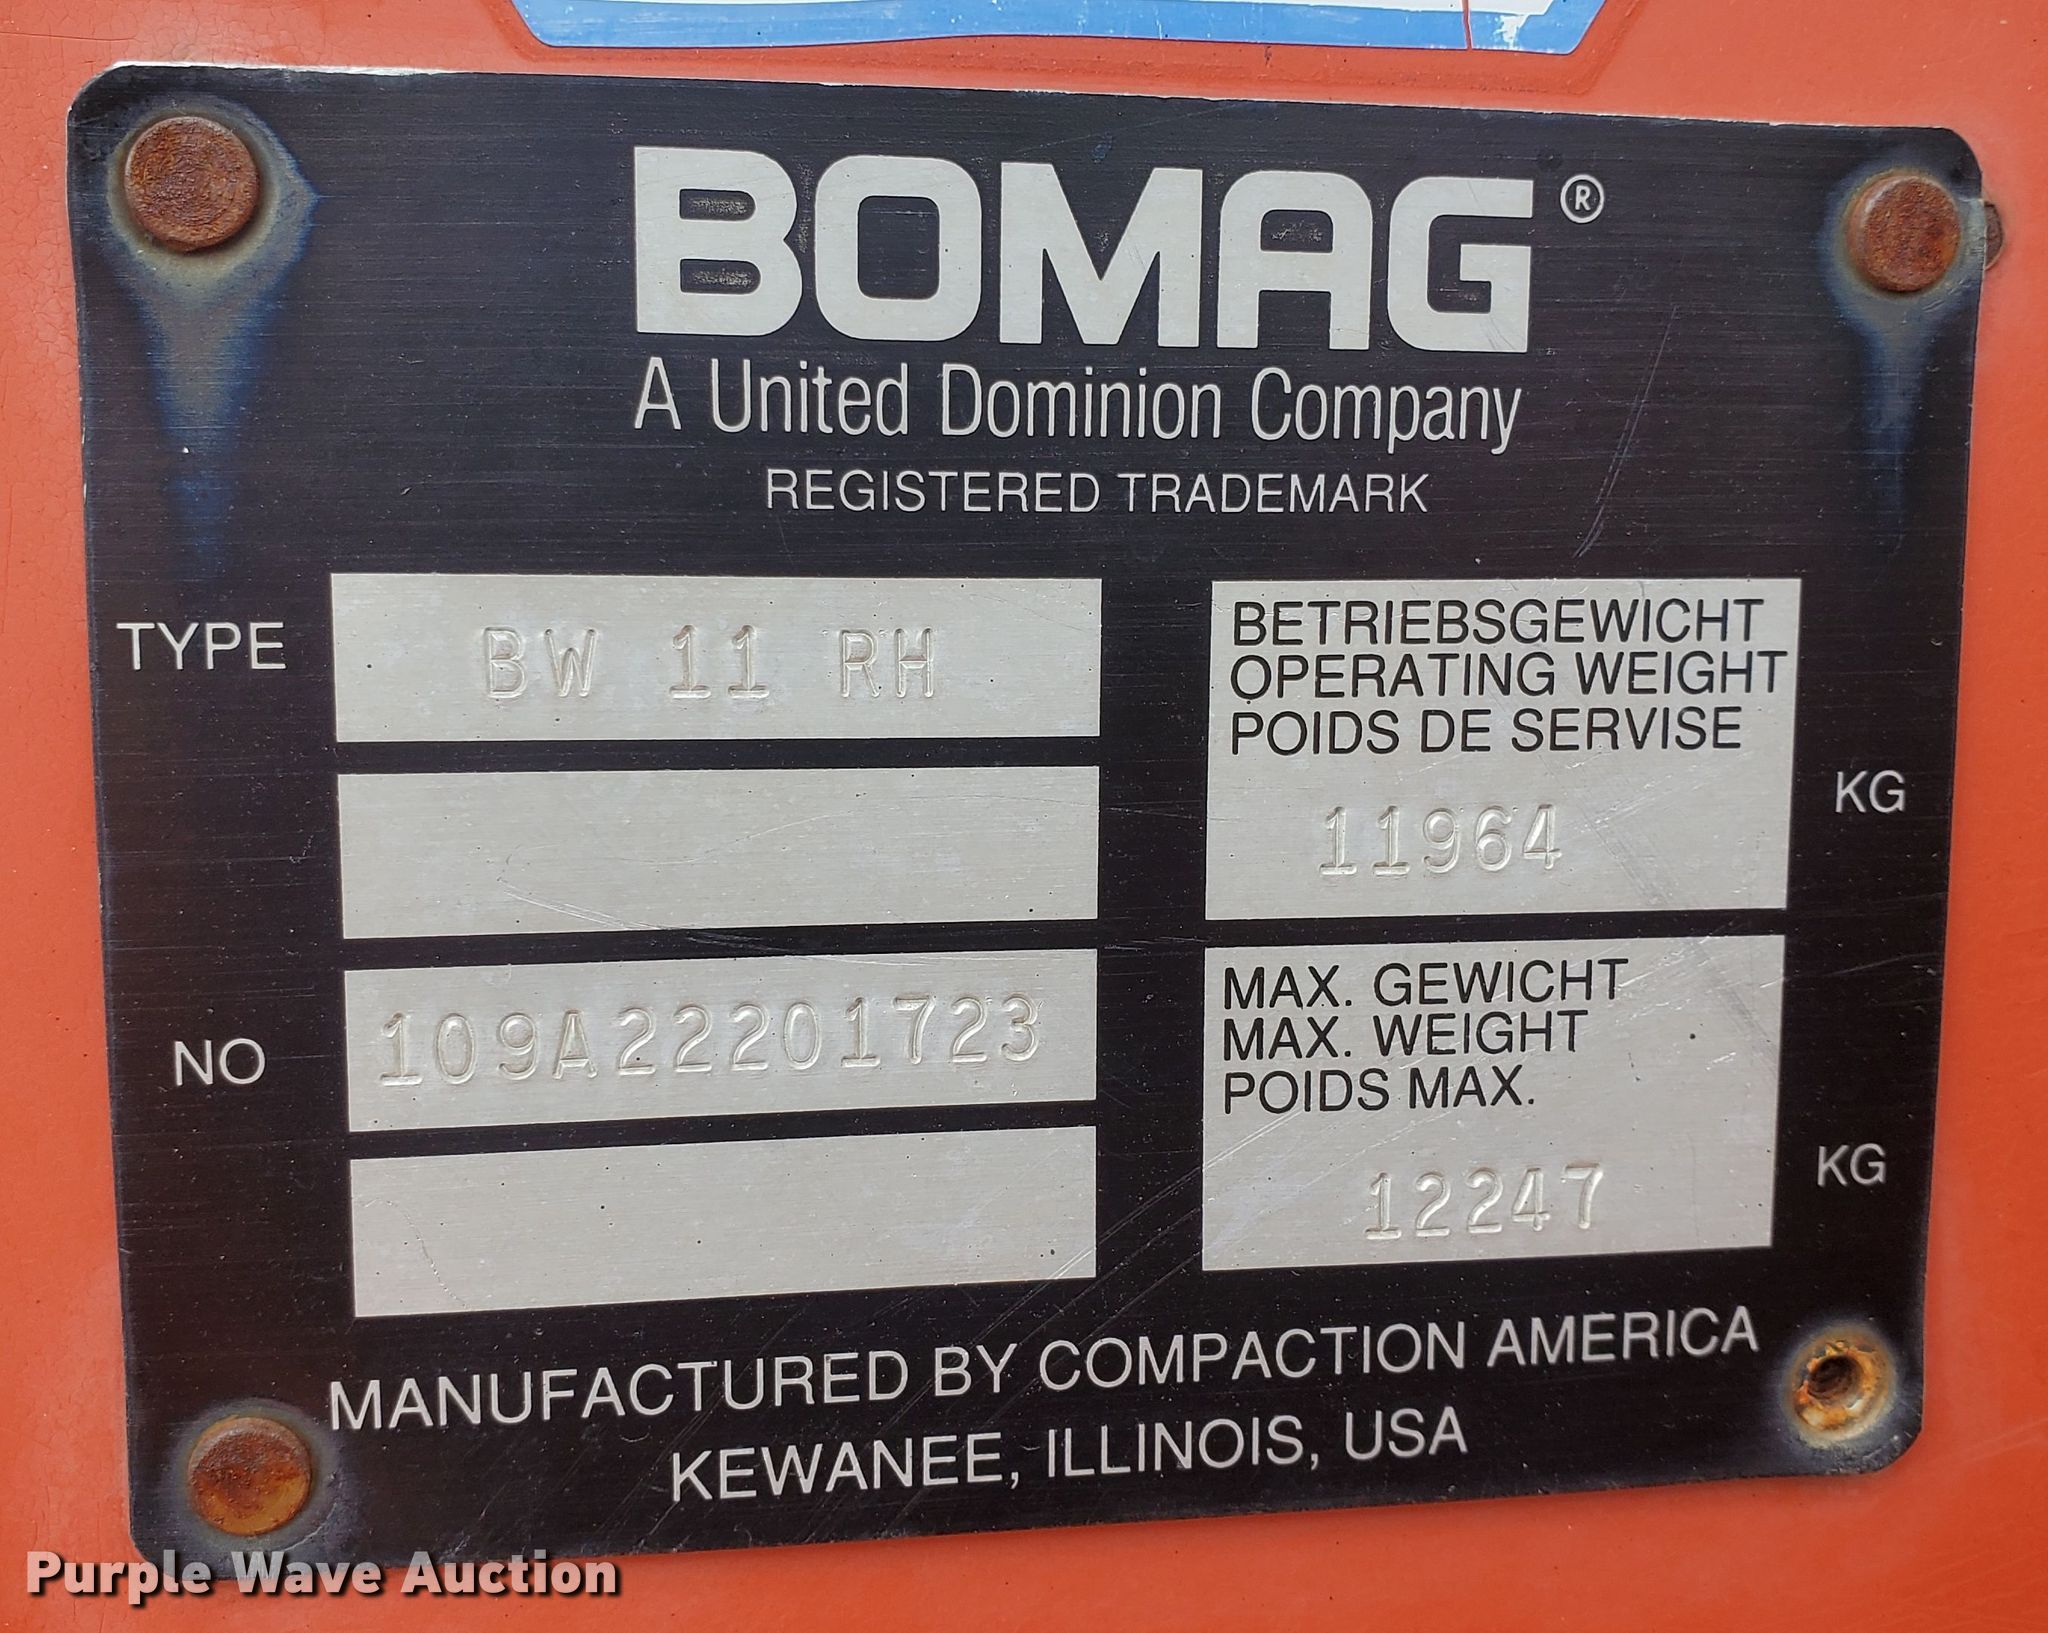 BOMAG®
A United Dominion Company
REGISTERED TRADEMARK
TYPE BW 11 RH
NO 109A22201723
BETRIEBSGEWICHT
OPERATING WEIGHT
POIDS DE SERVISE
11964 KG
MAX. GEWICHT
MAX. WEIGHT
POIDS MAX.
12247 KG
MANUFACTURED BY COMPACTION AMERICA
KEWANEE, ILLINOIS, USA
Purple Wave Auction